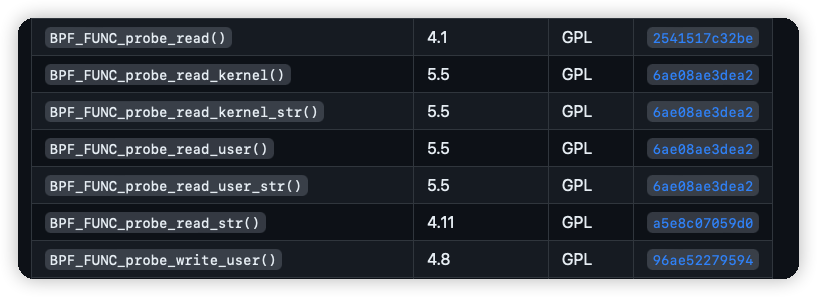 BPF_FUNC_probe_read() 4.1 GPL 2541517c32be
BPF_FUNC_probe_read_kernel() 5.5 GPL 6ae08ae3dea2
BPF_FUNC_probe_read_kernel_str() 5.5 GPL 6ae08ae3dea2
BPF_FUNC_probe_read_user() 5.5 GPL 6ae08ae3dea2
BPF_FUNC_probe_read_user_str() 5.5 GPL 6ae08ae3dea2
BPF_FUNC_probe_read_str() 4.11 GPL a5e8c07059d0
BPF_FUNC_probe_write_user() 4.8 GPL 96ae52279594